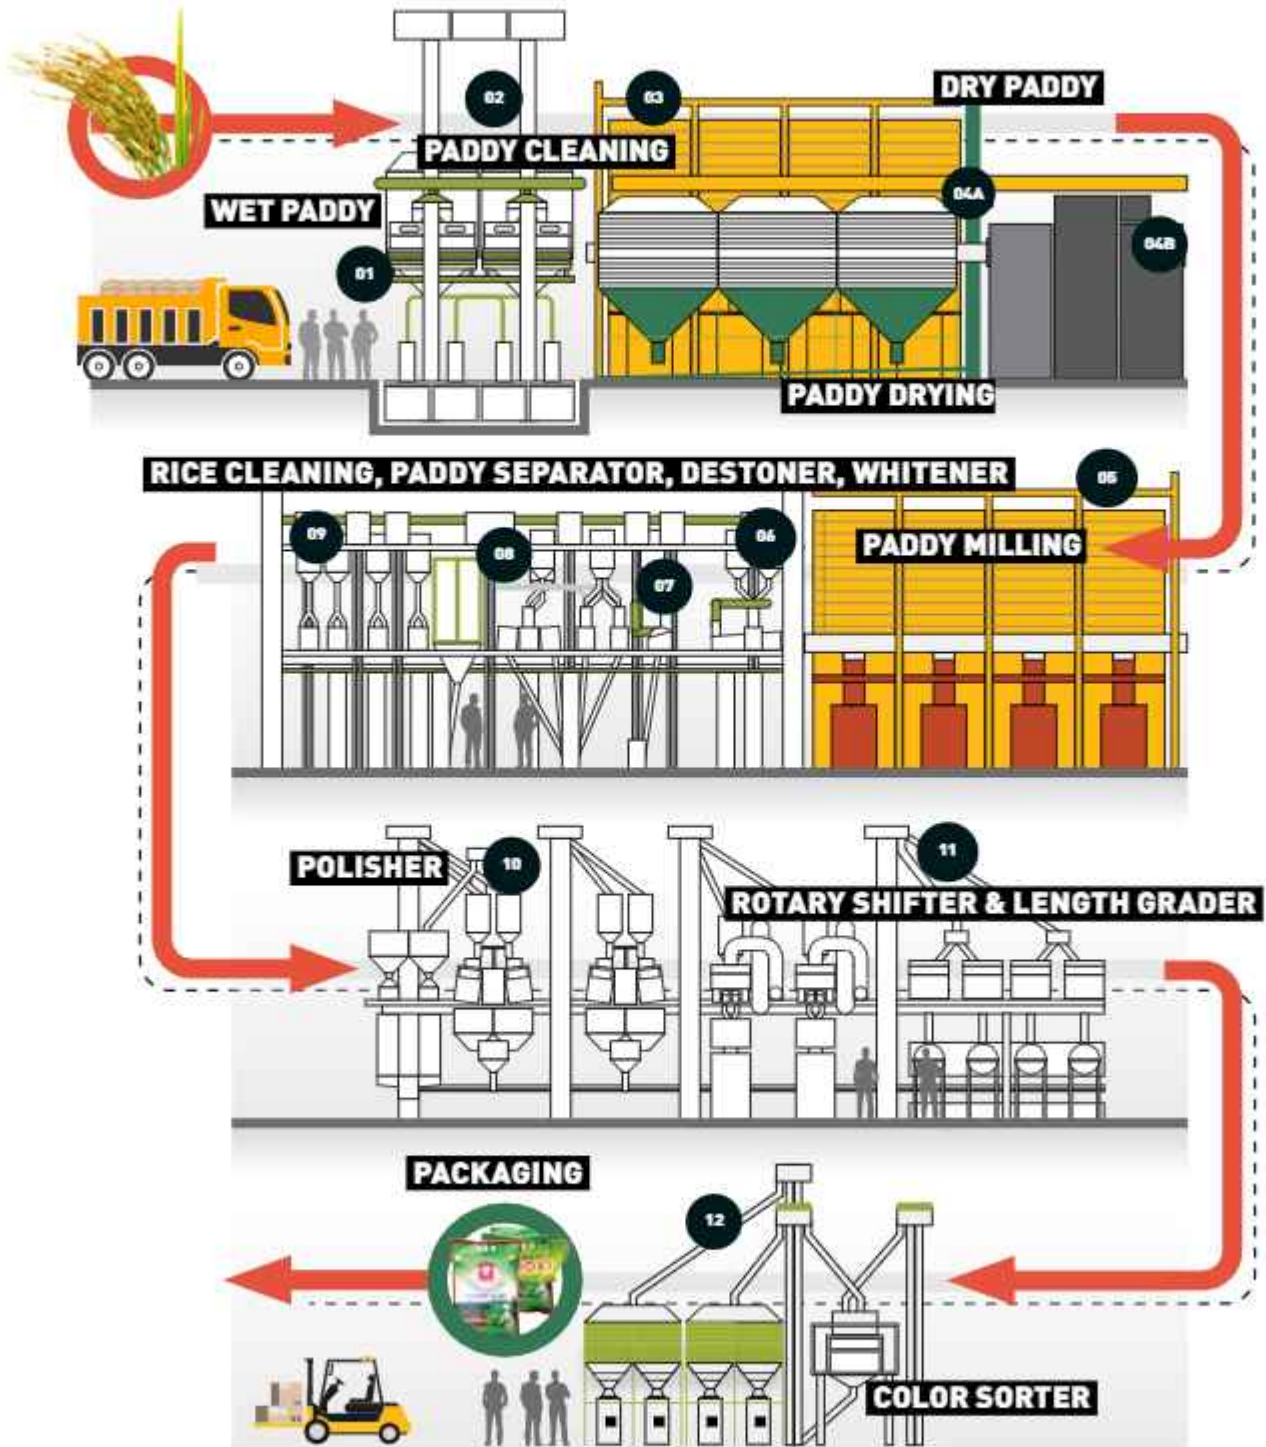 02
03
DRY PADDY
PADDY CLEANING
04A
WET PADDY
01
04B
PADDY DRYING
RICE CLEANING, PADDY SEPARATOR, DESTONER, WHITENER
05
09
08
07
06
PADDY MILLING
POLISHER
10
11
ROTARY SHIFTER & LENGTH GRADER
PACKAGING
12
COLOR SORTER